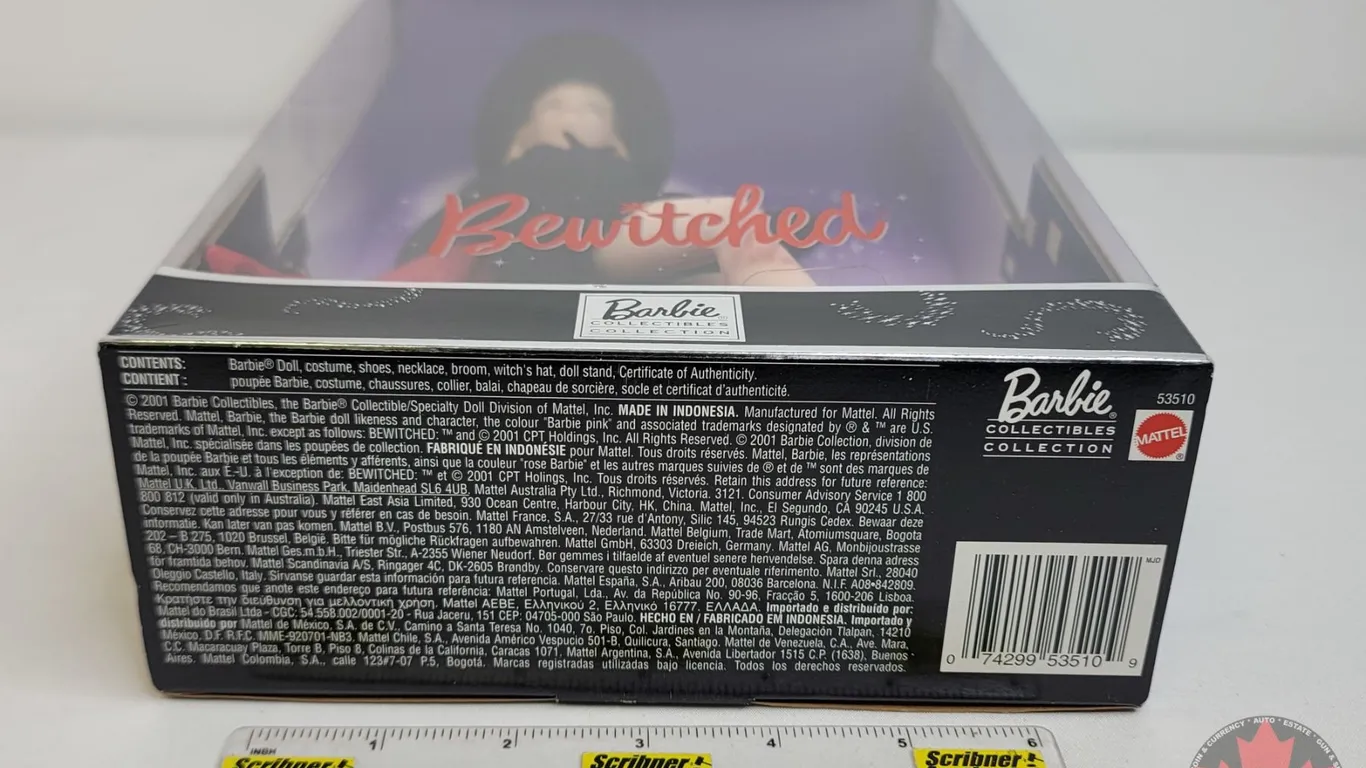 Bewitched
Barbie
COLLECTIBLES
COLLECTION
CONTENTS: Barbie® Doll, costume, shoes, necklace, broom, witch's hat, doll stand, Certificate of Authenticity.
CONTIENT : poupée Barbie, costume, chaussures, collier, balai, chapeau de sorcière, socle et certificat d'authenticité.
© 2001 Barbie Collectibles, the Barbie® Collectible/Specialty Doll Division of Mattel, Inc. MADE IN INDONESIA. Manufactured for Mattel. All Rights
Reserved. Mattel, Barbie, the Barbie doll likeness and character, the colour "Barbie pink" and associated trademarks designated by ® & ™ are U.S.
trademarks of Mattel, Inc. except as follows: BEWITCHED: ™ and © 2001 CPT Holdings, Inc. All Rights Reserved. © 2001 Barbie Collection, division de
Mattel, Inc. spécialisée dans les poupées de collection. FABRIQUÉ EN INDONÉSIE pour Mattel. Tous droits réservés. Mattel, Barbie, les représentations
de la poupée Barbie et tous les éléments y afférents, ainsi que la couleur "rose Barbie" et les autres marques suivies de ® et de ™ sont des marques de
Mattel, Inc. aux E.-U. à l'exception de: BEWITCHED: ™ et © 2001 CPT Holings, Inc. Tous droits réservés. Retain this address for future reference:
Mattel U.K. Ltd., Vanwall Business Park, Maidenhead SL6 4UB. Mattel Australia Pty Ltd., Richmond, Victoria. 3121. Consumer Advisory Service 1 800
800 812 (valid only in Australia). Mattel East Asia Limited, 930 Ocean Centre, Harbour City, HK, China. Mattel, Inc., El Segundo, CA 90245 U.S.A.
Conservez cette adresse pour vous y référer en cas de besoin. Mattel France, S.A., 27/33 rue d'Antony, Silic 145, 94523 Rungis Cedex. Bewaar deze
informatie. Kan later van pas komen. Mattel B.V., Postbus 576, 1180 AN Amstelveen, Nederland. Mattel Belgium, Trade Mart, Atomiumsquare, Bogota
202 – B 275, 1020 Brussel, België. Bitte für mögliche Rückfragen aufbewahren. Mattel GmbH, 63303 Dreieich, Germany. Mattel AG, Monbijoustrasse
68, CH-3000 Bern. Mattel Ges.m.b.H., Triester Str., A-2355 Wiener Neudorf. Bør gemmes i tilfaelde af eventuel senere henvendelse. Spara denna adress
för framtida behov. Mattel Scandinavia A/S, Ringager 4C, DK-2605 Brøndby. Conservare questo indirizzo per eventuale riferimento. Mattel Srl., 28040
Oleggio Castello, Italy. Sirvanse guardar esta información para futura referencia. Mattel España, S.A., Aribau 200, 08036 Barcelona. N.I.F. A08-842809.
Recomendamos que anote este endereço para futura referência: Mattel Portugal, Lda., Av. da República No. 90-96, Fracção 5, 1600-206 Lisboa.
Κρατήστε την διεύθυνση για μελλοντική χρήση. Mattel AEBE, Ελληνικού 2, Ελληνικό 16777. ΕΛΛΑΔΑ. Importado e distribuído por:
Mattel do Brasil Ltda - CGC: 54.558.002/0001-20 - Rua Jaceru, 151 CEP: 04705-000 São Paulo. HECHO EN / FABRICADO EM INDONESIA. Importado y
distribuido por Mattel de México, S.A. de C.V., Camino a Santa Teresa No. 1040, 7o. Piso, Col. Jardines en la Montaña, Delegación Tlalpan, 14210
México, D.F. R.F.C. MME-920701-NB3. Mattel Chile, S.A., Avenida Américo Vespucio 501-B, Quilicura, Santiago. Mattel de Venezuela, C.A., Ave. Mara,
C.C. Macaracuay Plaza, Torre B, Piso 8, Colinas de la California, Caracas 1071. Mattel Argentina, S.A., Avenida Libertador 1515 C.P. (1638), Buenos
Aires. Mattel Colombia, S.A., calle 123#7-07 P.5, Bogotá. Marcas registradas utilizadas bajo licencia. Todos los derechos reservados.
Barbie®
COLLECTIBLES
COLLECTION
53510
MATTEL®
MJD
0 74299 53510 9
INCH 1 2 3 4 5 6
Scribner Scribner Scribner
COIN & CURRENCY • AUTO • ESTATE • GUN &